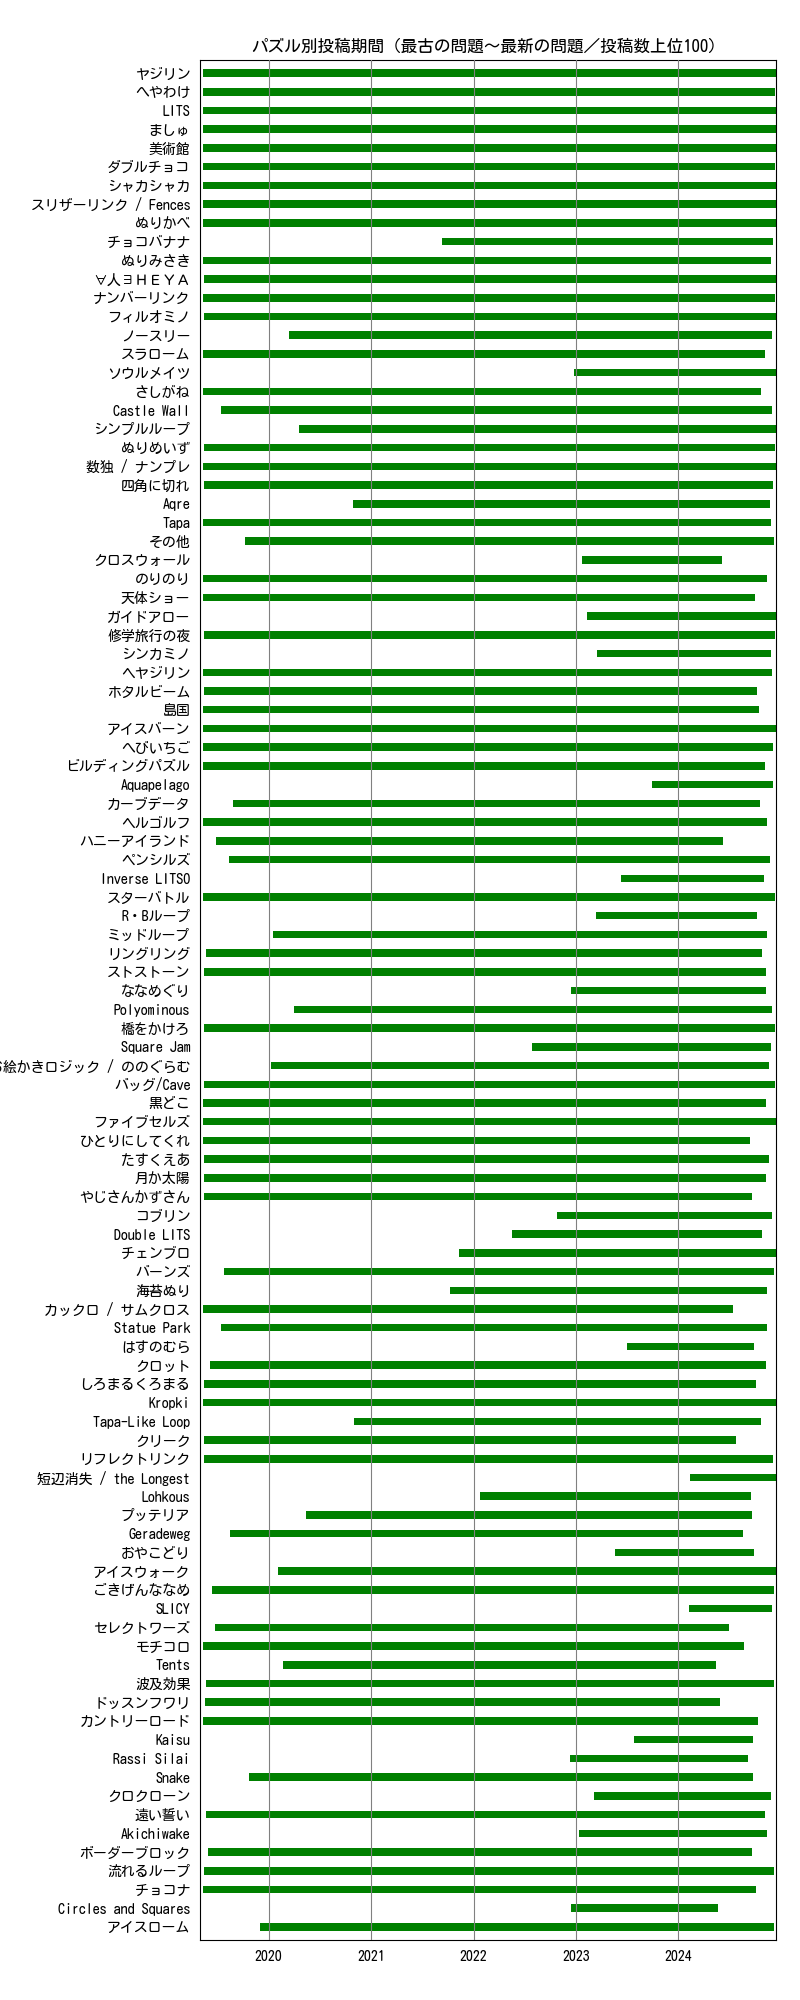 パズル別投稿期間（最古の問題～最新の問題／投稿数上位100）
ヤジリン
へやわけ
LITS
ましゅ
美術館
ダブルチョコ
シャカシャカ
スリザーリンク / Fences
ぬりかべ
チョコバナナ
ぬりみさき
∀人∃ＨＥＹＡ
ナンバーリンク
フィルオミノ
ノースリー
スラローム
ソウルメイツ
さしがね
Castle Wall
シンプルループ
ぬりめいず
数独 / ナンプレ
四角に切れ
Aqre
Tapa
その他
クロスウォール
のりのり
天体ショー
ガイドアロー
修学旅行の夜
シンカミノ
ヘヤジリン
ホタルビーム
島国
アイスバーン
へびいちご
ビルディングパズル
Aquapelago
カーブデータ
ヘルゴルフ
ハニーアイランド
ペンシルズ
Inverse LITSO
スターバトル
R・Bループ
ミッドループ
リングリング
ストストーン
ななめぐり
Polyominous
橋をかけろ
Square Jam
絵かきロジック / ののぐらむ
バッグ/Cave
黒どこ
ファイブセルズ
ひとりにしてくれ
たすくえあ
月か太陽
やじさんかずさん
コブリン
Double LITS
チェンブロ
バーンズ
海苔ぬり
カックロ / サムクロス
Statue Park
はすのむら
クロット
しろまるくろまる
Kropki
Tapa-Like Loop
クリーク
リフレクトリンク
短辺消失 / the Longest
Lohkous
プッテリア
Geradeweg
おやこどり
アイスウォーク
ごきげんななめ
SLICY
セレクトワーズ
モチコロ
Tents
波及効果
ドッスンフワリ
カントリーロード
Kaisu
Rassi Silai
Snake
クロクローン
遠い誓い
Akichiwake
ボーダーブロック
流れるループ
チョコナ
Circles and Squares
アイスローム
2020 2021 2022 2023 2024